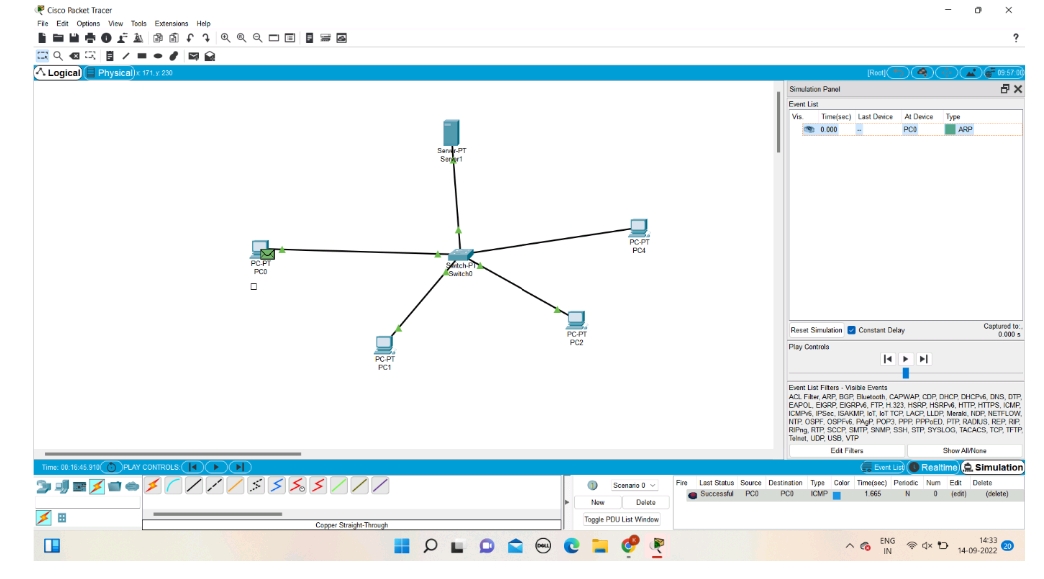 Cisco Packet Tracer
File Edit Options View Tools Extensions Help
?
Logical Physical x: 171, y: 230
[Root] 09:57:00
Simulation Panel
Event List
Vis. Time(sec) Last Device At Device Type
0.000 -- PC0 ARP
Server-PT
Server1
PC-PT
PC4
PC-PT
PC0
Switch-PT
Switch0
PC-PT
PC2
PC-PT
PC1
Reset Simulation Constant Delay Captured to:
0.000 s
Play Controls
Event List Filters - Visible Events
ACL Filter, ARP, BGP, Bluetooth, CAPWAP, CDP, DHCP, DHCPv6, DNS, DTP,
EAPOL, EIGRP, EIGRPv6, FTP, H.323, HSRP, HSRPv6, HTTP, HTTPS, ICMP,
ICMPv6, IPSec, ISAKMP, IoT, IoT TCP, LACP, LLDP, Meraki, NDP, NETFLOW,
NTP, OSPF, OSPFv6, PAgP, POP3, PPP, PPPoED, PTP, RADIUS, REP, RIP,
RIPng, RTP, SCCP, SMTP, SNMP, SSH, STP, SYSLOG, TACACS, TCP, TFTP,
Telnet, UDP, USB, VTP
Edit Filters Show All/None
Time: 00:16:45.910 PLAY CONTROLS: Event List Realtime Simulation
Scenario 0
New Delete
Toggle PDU List Window
Fire Last Status Source Destination Type Color Time(sec) Periodic Num Edit Delete
Successful PC0 PC0 ICMP 1.665 N 0 (edit) (delete)
Copper Straight-Through
DELL
ENG
IN
14:33
14-09-2022
20